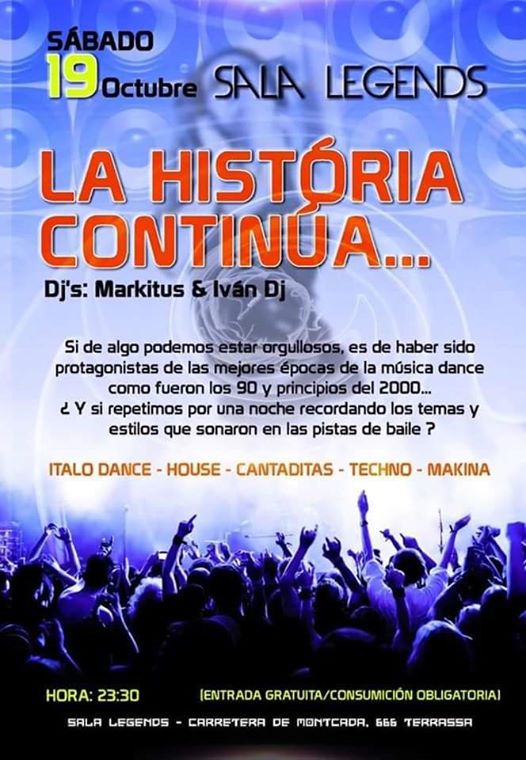 SÁBADO
19 Octubre SALA LEGENDS
LA HISTÓRIA
CONTINÚA...
Dj's: Markitus & Iván Dj
Si de algo podemos estar orgullosos, es de haber sido
protagonistas de las mejores épocas de la música dance
como fueron los 90 y principios del 2000...
¿ Y si repetimos por una noche recordando los temas y
estilos que sonaron en las pistas de baile ?
ITALO DANCE - HOUSE - CANTADITAS - TECHNO - MAKINA
HORA: 23:30 (ENTRADA GRATUITA/CONSUMICIÓN OBLIGATORIA)
SALA LEGENDS - CARRETERA DE MONTCADA, 666 TERRASSA